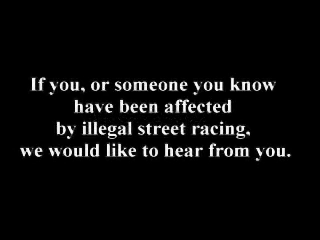 If you, or someone you know
have been affected
by illegal street racing,
we would like to hear from you.